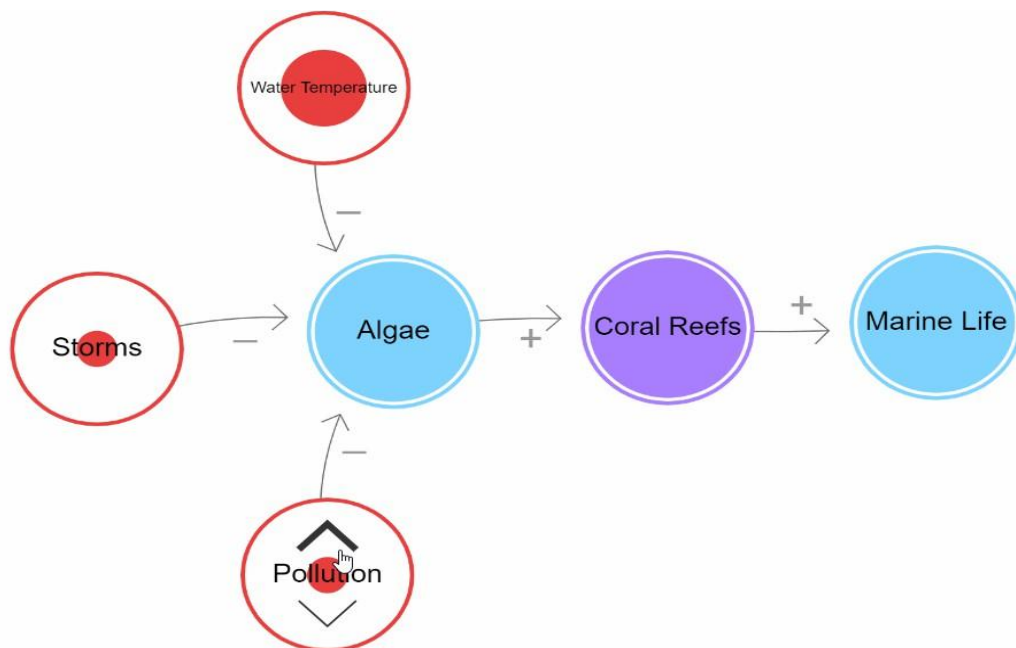 Water Temperature
−
Storms
−
Algae
+
Coral Reefs
+
Marine Life
−
Pollution